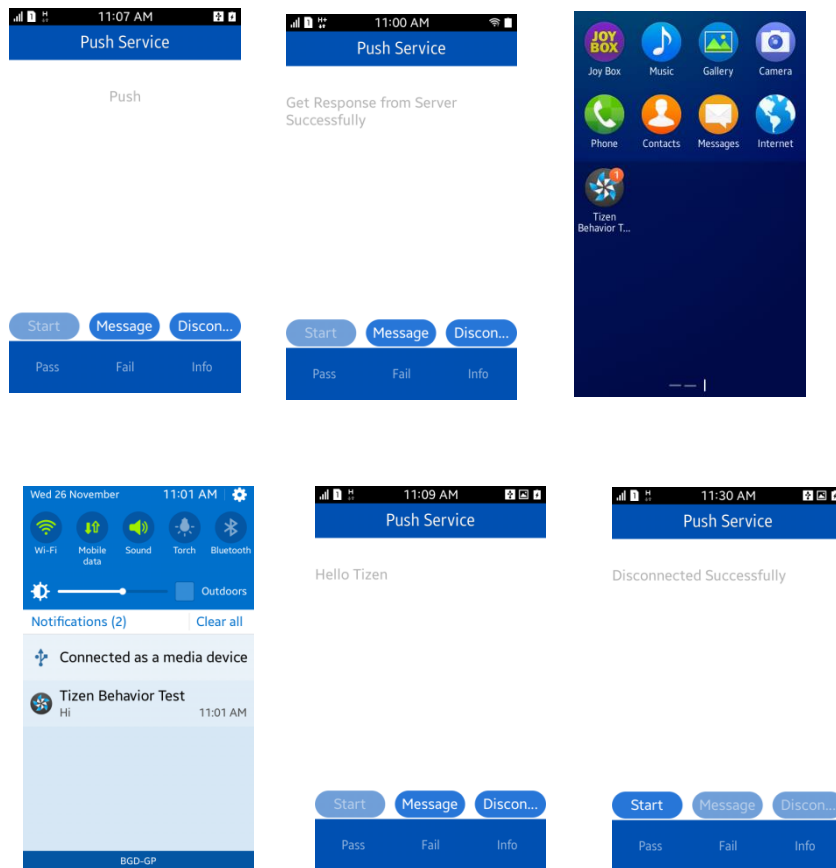 11:07 AM
Push Service
Push
Start Message Discon...
Pass Fail Info
1 H+ 11:00 AM
Push Service
Get Response from Server
Successfully
Start Message Discon...
Pass Fail Info
JOY
BOX
Joy Box Music Gallery Camera
Phone Contacts Messages Internet
1
Tizen
Behavior T...
Wed 26 November 11:01 AM
Wi-Fi Mobile data Sound Torch Bluetooth
Outdoors
Notifications (2) Clear all
Connected as a media device
Tizen Behavior Test
Hi 11:01 AM
BGD-GP
1 H 11:09 AM
Push Service
Hello Tizen
Start Message Discon...
Pass Fail Info
1 H 11:30 AM
Push Service
Disconnected Successfully
Start Message Discon...
Pass Fail Info